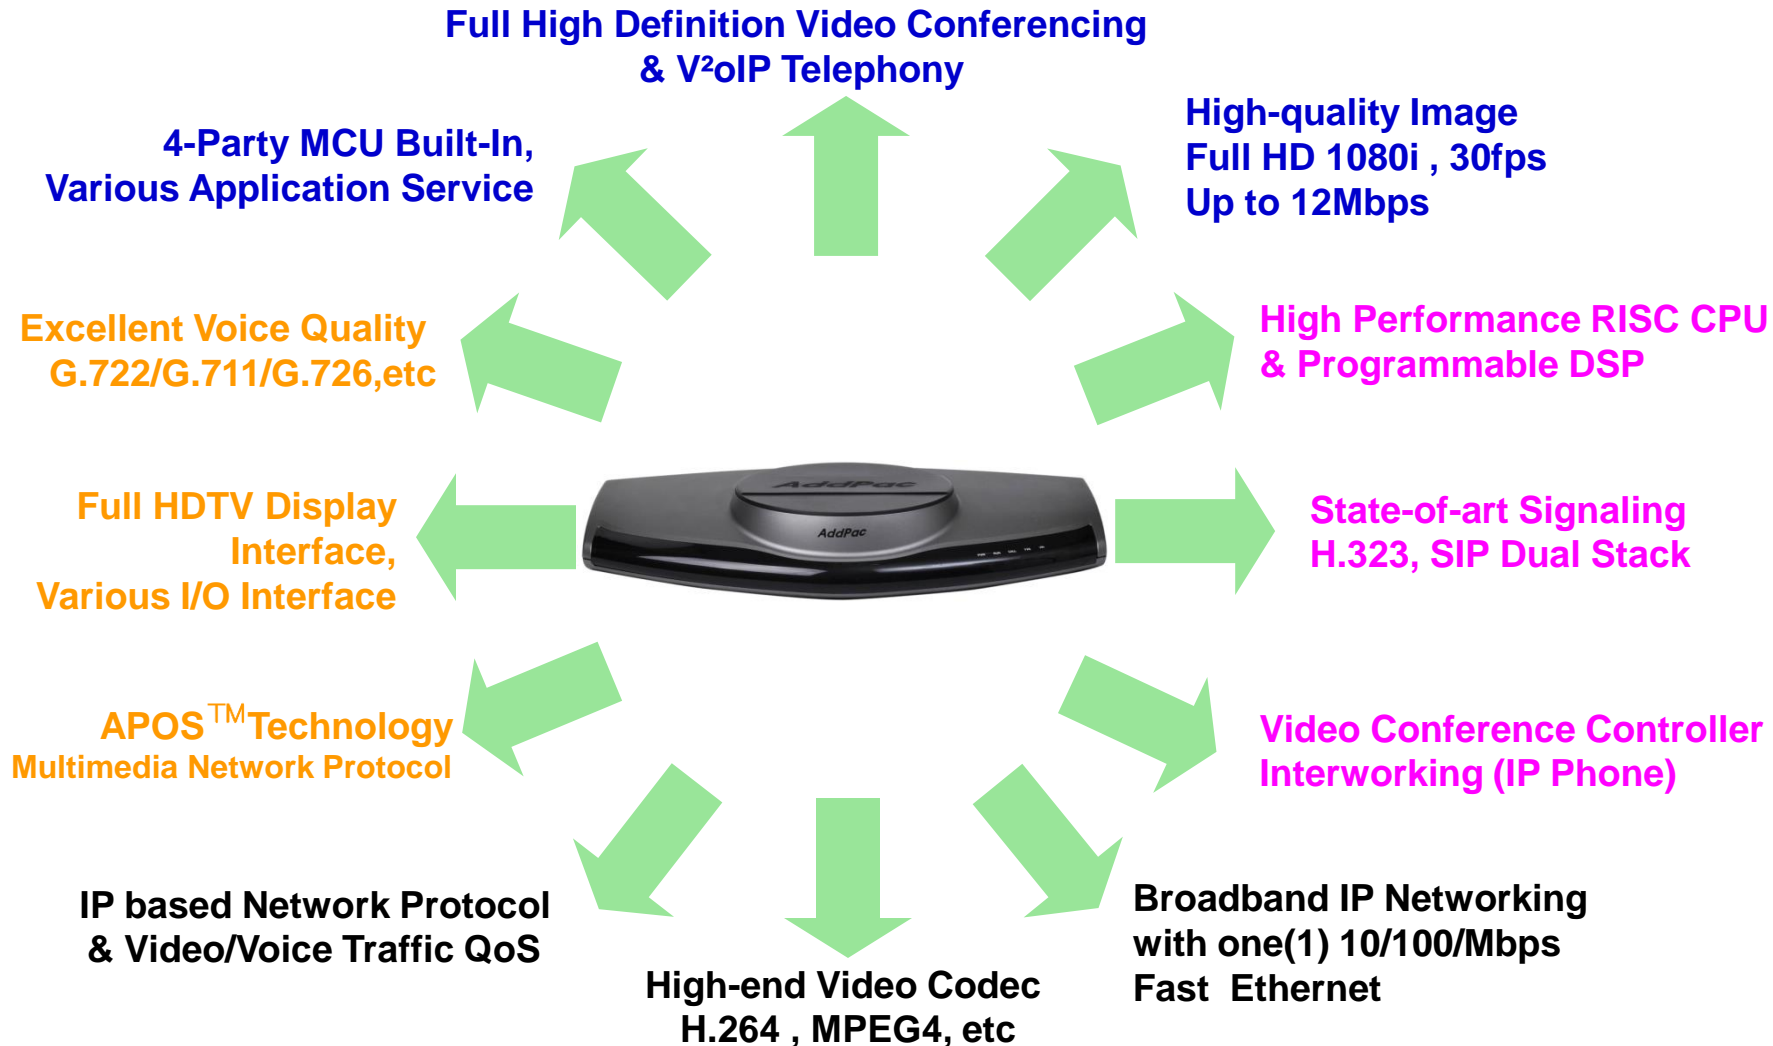 Full High Definition Video Conferencing
& V²oIP Telephony
4-Party MCU Built-In,
Various Application Service
High-quality Image
Full HD 1080i , 30fps
Up to 12Mbps
Excellent Voice Quality
G.722/G.711/G.726,etc
High Performance RISC CPU
& Programmable DSP
AddPac
AddPac
Full HDTV Display
Interface,
Various I/O Interface
State-of-art Signaling
H.323, SIP Dual Stack
APOS™Technology
Multimedia Network Protocol
Video Conference Controller
Interworking (IP Phone)
IP based Network Protocol
& Video/Voice Traffic QoS
High-end Video Codec
H.264 , MPEG4, etc
Broadband IP Networking
with one(1) 10/100/Mbps
Fast Ethernet